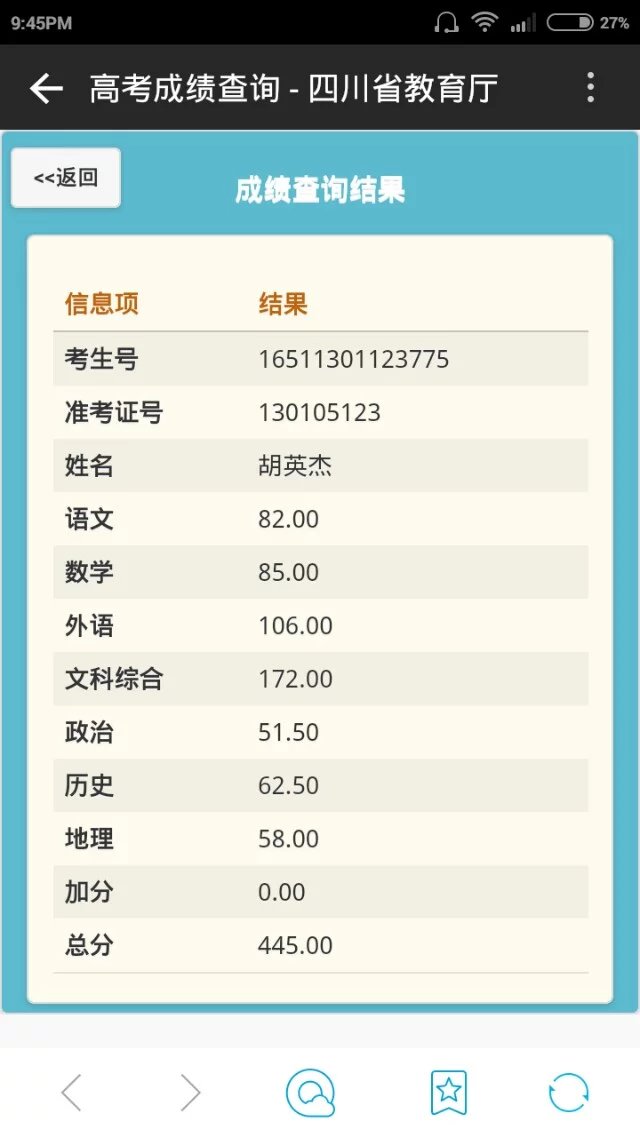 9:45PM 27%
高考成绩查询 - 四川省教育厅
<<返回
成绩查询结果
信息项 结果
考生号 16511301123775
准考证号 130105123
姓名 胡英杰
语文 82.00
数学 85.00
外语 106.00
文科综合 172.00
政治 51.50
历史 62.50
地理 58.00
加分 0.00
总分 445.00